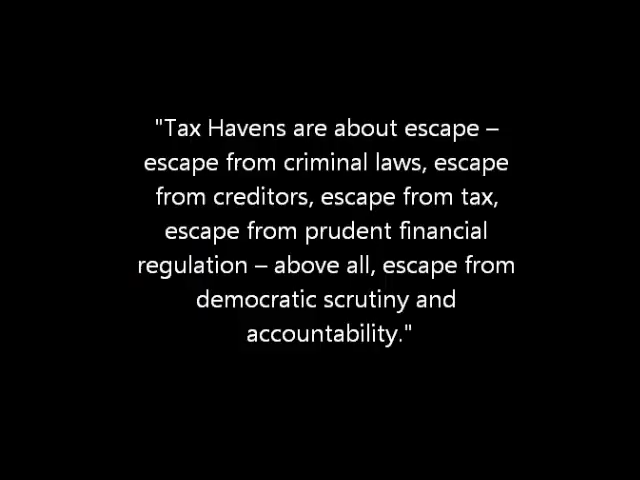 "Tax Havens are about escape –
escape from criminal laws, escape
from creditors, escape from tax,
escape from prudent financial
regulation – above all, escape from
democratic scrutiny and
accountability."